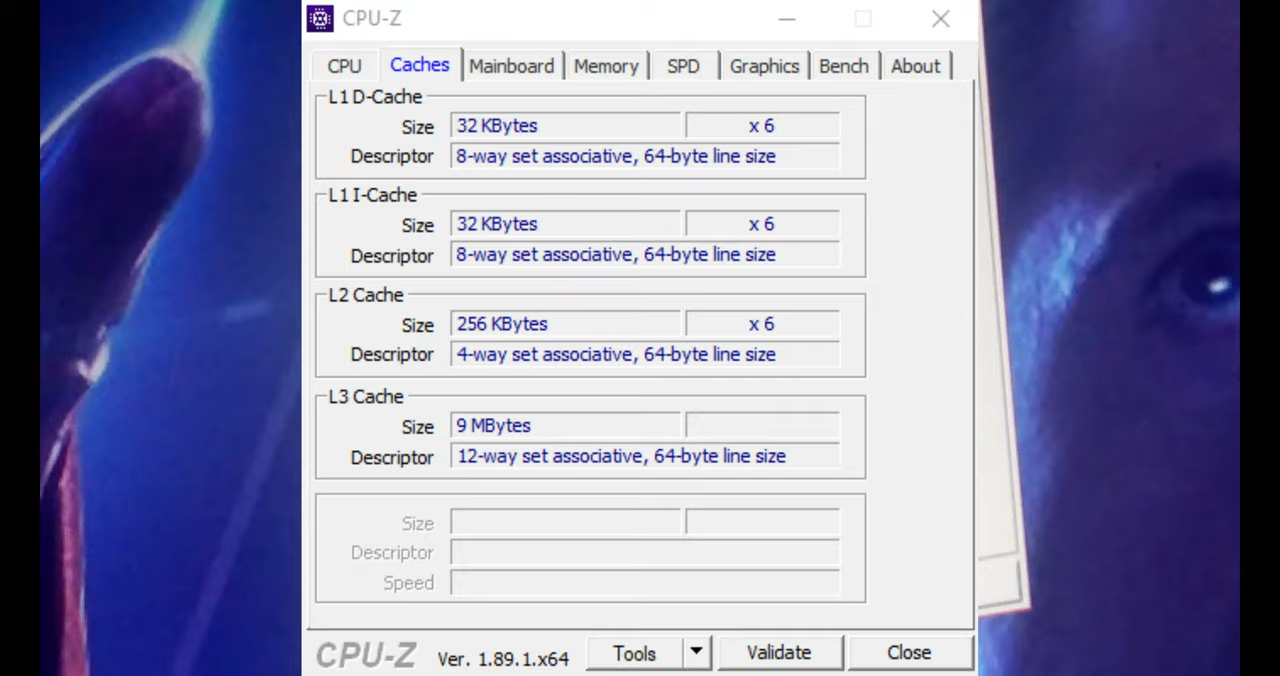 CPU-Z
CPU Caches Mainboard Memory SPD Graphics Bench About
L1 D-Cache
Size 32 KBytes x 6
Descriptor 8-way set associative, 64-byte line size
L1 I-Cache
Size 32 KBytes x 6
Descriptor 8-way set associative, 64-byte line size
L2 Cache
Size 256 KBytes x 6
Descriptor 4-way set associative, 64-byte line size
L3 Cache
Size 9 MBytes
Descriptor 12-way set associative, 64-byte line size
Size
Descriptor
Speed
CPU-Z Ver. 1.89.1.x64 Tools Validate Close